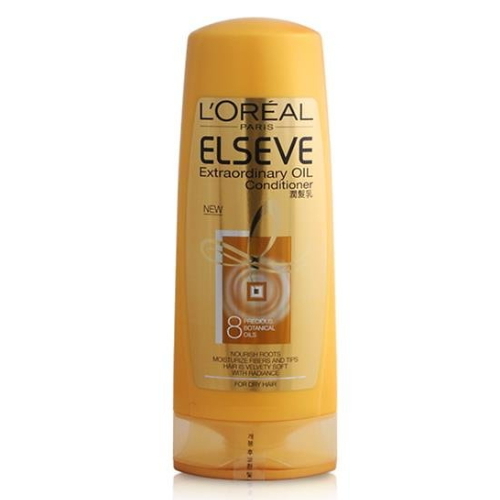 L'ORÉAL
PARIS
ELSEVE
Extraordinary OIL
Conditioner
潤髮乳
NEW
8 PRECIOUS
BOTANICAL
OILS
NOURISH ROOTS
MOISTURIZE FIBERS AND TIPS
HAIR IS VELVETY SOFT
WITH RADIANCE
FOR DRY HAIR